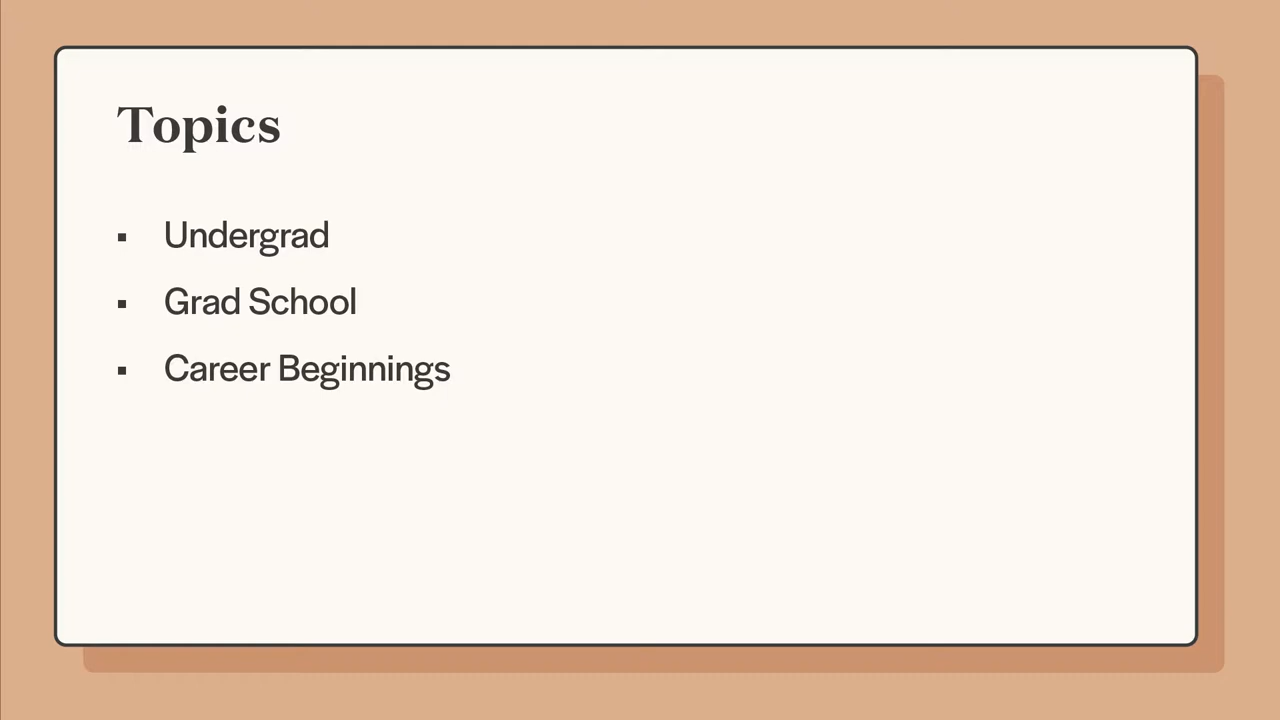 Topics
▪ Undergrad
▪ Grad School
▪ Career Beginnings